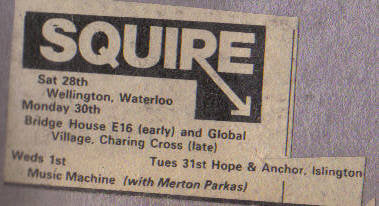 SQUIRE
Sat 28th
Wellington, Waterloo
Monday 30th
Bridge House E16 (early) and Global
Village, Charing Cross (late)
Tues 31st Hope & Anchor, Islington
Weds 1st
Music Machine (with Merton Parkas)